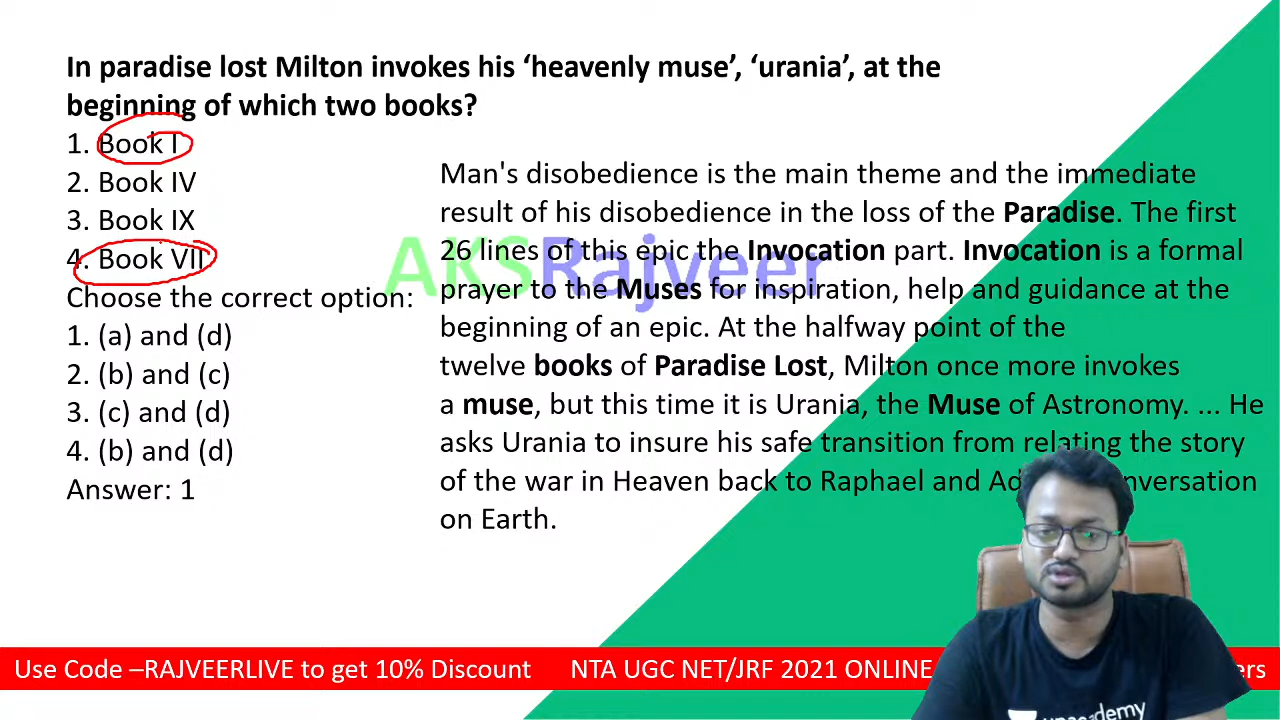 In paradise lost Milton invokes his ‘heavenly muse’, ‘urania’, at the
beginning of which two books?
1. Book I
2. Book IV
3. Book IX
4. Book VII
Choose the correct option:
1. (a) and (d)
2. (b) and (c)
3. (c) and (d)
4. (b) and (d)
Answer: 1
Man's disobedience is the main theme and the immediate
result of his disobedience in the loss of the Paradise. The first
26 lines of this epic the Invocation part. Invocation is a formal
prayer to the Muses for inspiration, help and guidance at the
beginning of an epic. At the halfway point of the
twelve books of Paradise Lost, Milton once more invokes
a muse, but this time it is Urania, the Muse of Astronomy. ... He
asks Urania to insure his safe transition from relating the story
of the war in Heaven back to Raphael and
on Earth.
AKSRajveer
Use Code –RAJVEERLIVE to get 10% Discount NTA UGC NET/JRF 2021 ONLINE
unacademy